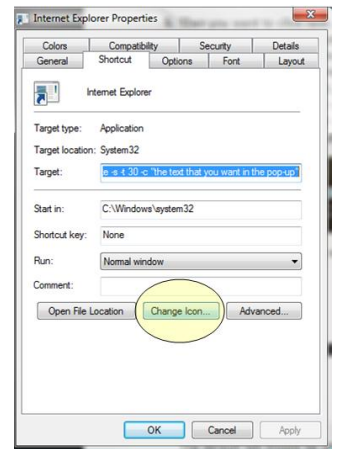 Internet Explorer Properties
Colors Compatibility Security Details
General Shortcut Options Font Layout
Internet Explorer
Target type: Application
Target location: System32
Target: e -s -t 30 -c "the text that you want in the pop-up"
Start in: C:\Windows\system32
Shortcut key: None
Run: Normal window
Comment:
Open File Location Change Icon... Advanced...
OK Cancel Apply